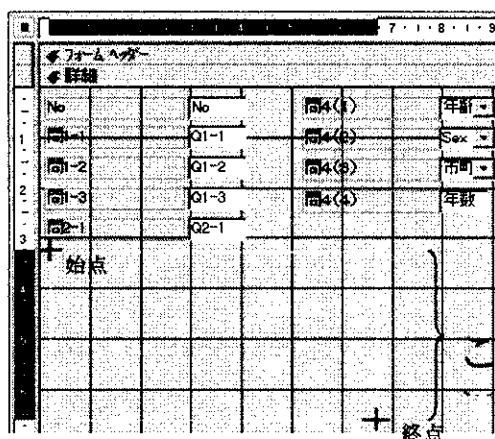 7 · ı · 8 · ı · 9
フォーム ヘッダー
詳細
No No 問4(1) 年齢
問1-1 Q1-1 問4(2) Sex
問1-2 Q1-2 問4(3) 市町
問1-3 Q1-3 問4(4) 年数
問2-1 Q2-1
1
2
3
始点
終点